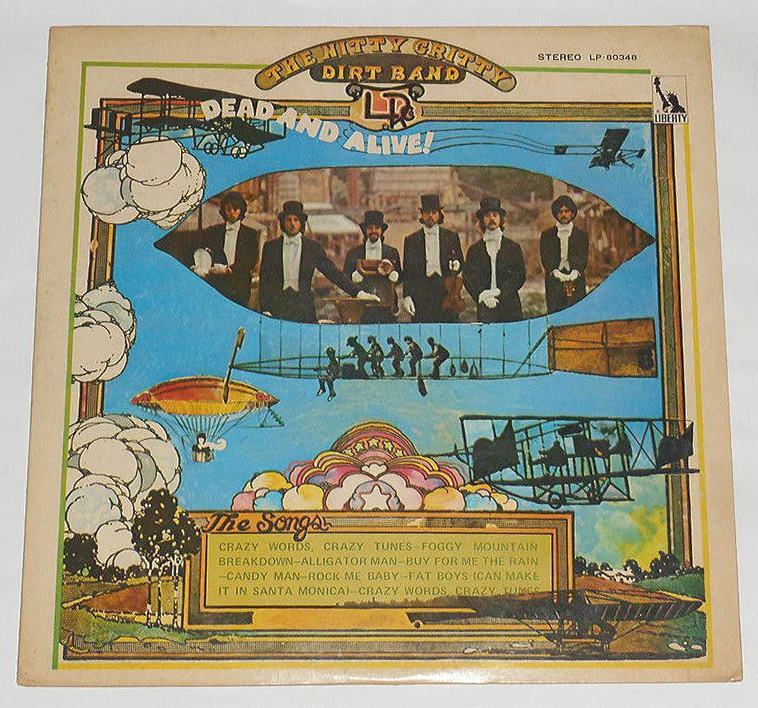 THE NITTY GRITTY
DIRT BAND
STEREO LP-80348
LIBERTY
DEAD AND ALIVE!
The Songs
CRAZY WORDS, CRAZY TUNES—FOGGY MOUNTAIN
BREAKDOWN—ALLIGATOR MAN—BUY FOR ME THE RAIN
—CANDY MAN—ROCK ME BABY—FAT BOYS (CAN MAKE
IT IN SANTA MONICA)—CRAZY WORDS, CRAZY TUNES